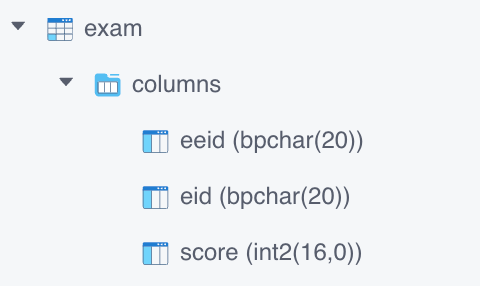 exam
columns
eeid (bpchar(20))
eid (bpchar(20))
score (int2(16,0))